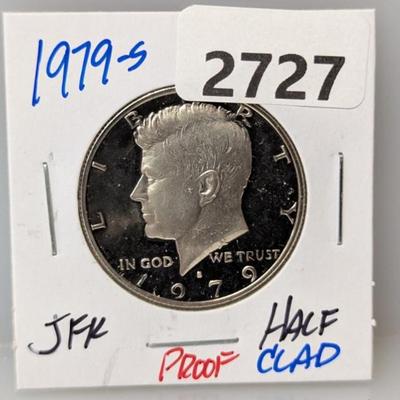 1979-S
2727
LIBERTY
IN GOD WE TRUST
S
1979
JFK
HALF
PROOF
CLAD